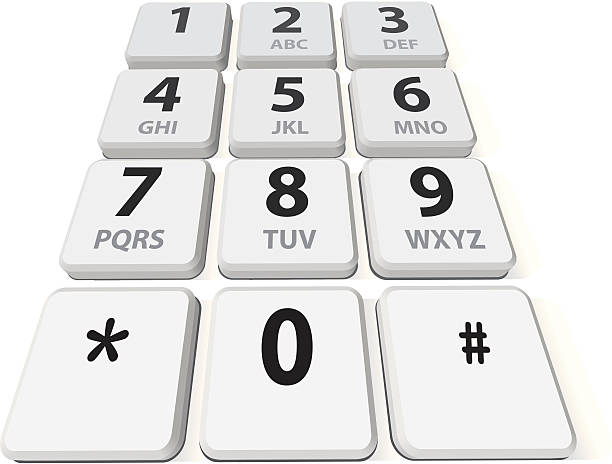 1 2 3
ABC DEF
4 5 6
GHI JKL MNO
7 8 9
PQRS TUV WXYZ
* 0 #